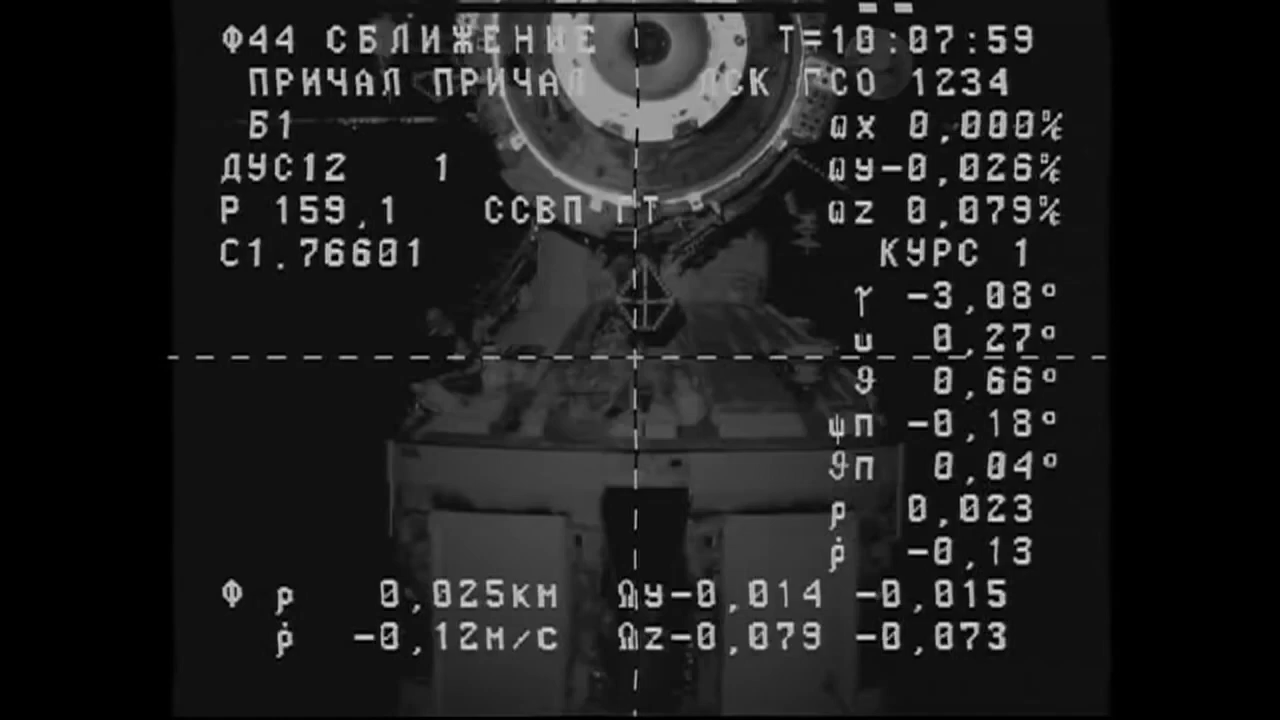 Ф44 СБЛИЖЕНИЕ Т=10:07:59
ПРИЧАЛ ПРИЧАЛ ЛСК ГСО 1234
Б1 ωx 0,000%
ДУС12 1 ωy-0,026%
Р 159,1 ССВП ГТ ωz 0,079%
С1.76601 КУРС 1
γ -3,08°
ψ 0,27°
ϑ 0,66°
ψП -0,18°
ϑП 0,04°
ρ 0,023
ρ̇ -0,13
Ф ρ 0,025км Ωy-0,014 -0,015
ρ̇ -0,12м/с Ωz-0,079 -0,073